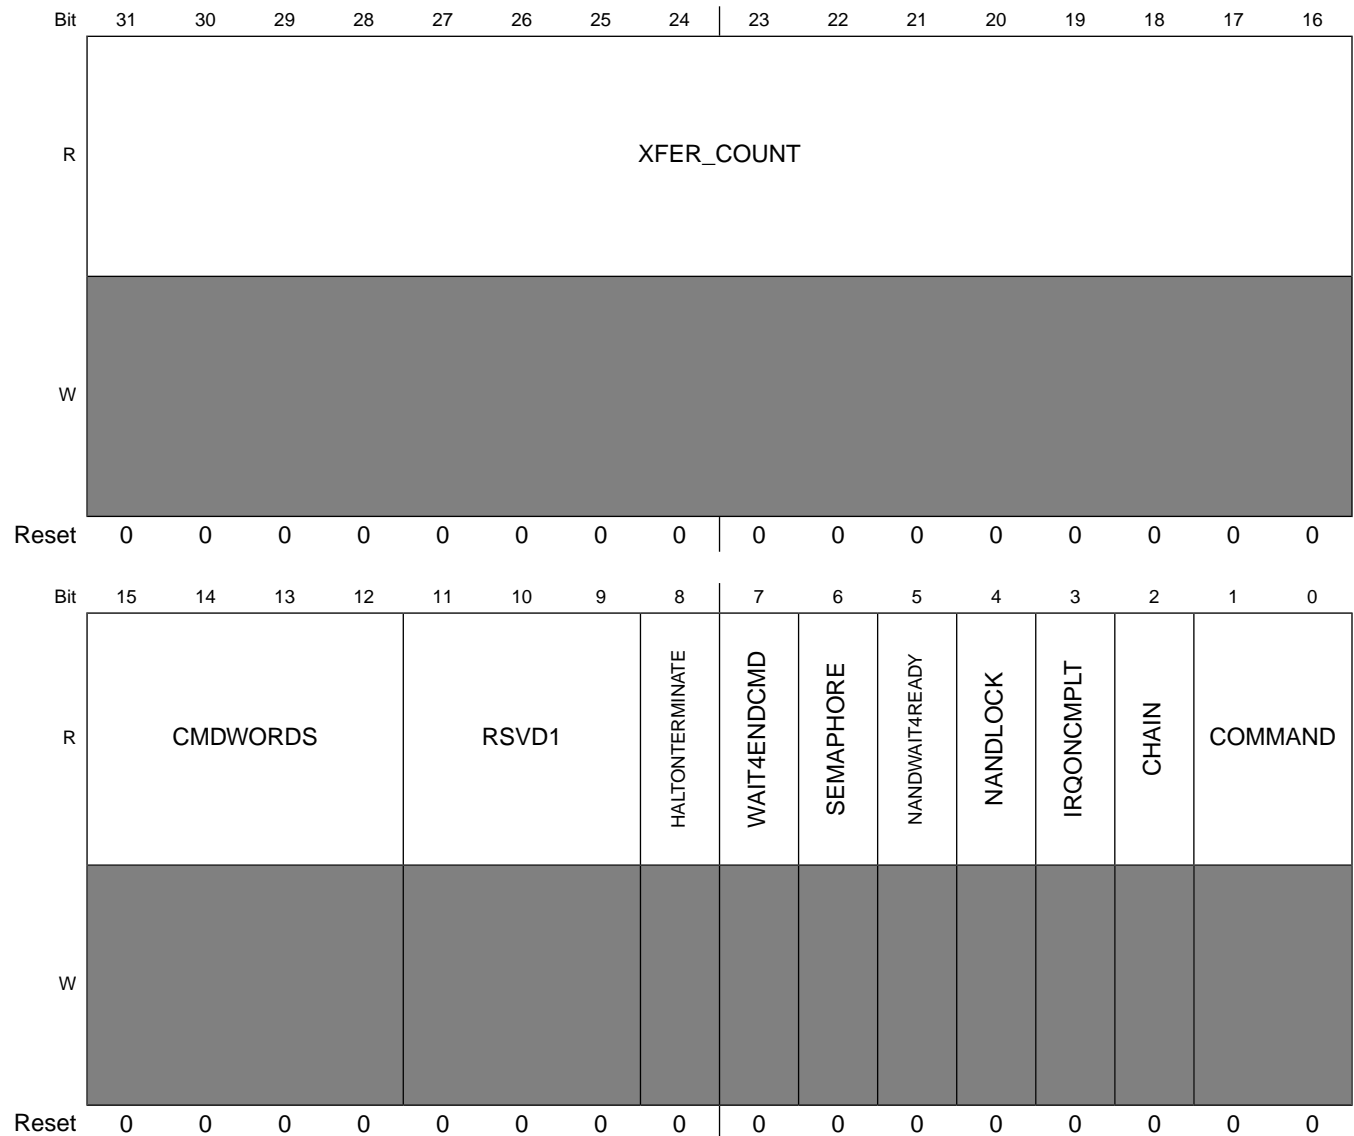 Bit 31 30 29 28 27 26 25 24 23 22 21 20 19 18 17 16
R XFER_COUNT
W
Reset 0 0 0 0 0 0 0 0 0 0 0 0 0 0 0 0
Bit 15 14 13 12 11 10 9 8 7 6 5 4 3 2 1 0
R CMDWORDS RSVD1 HALTONTERMINATE WAIT4ENDCMD SEMAPHORE NANDWAIT4READY NANDLOCK IRQONCMPLT CHAIN COMMAND
W
Reset 0 0 0 0 0 0 0 0 0 0 0 0 0 0 0 0